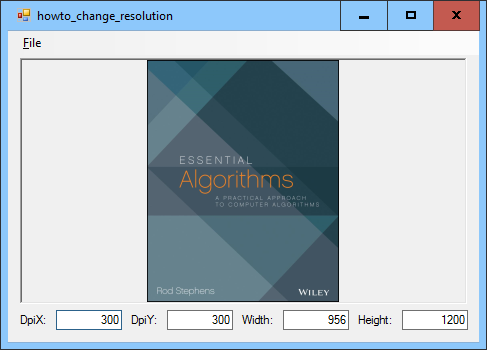 howto_change_resolution
File
ESSENTIAL
Algorithms
A PRACTICAL APPROACH
TO COMPUTER ALGORITHMS
Rod Stephens
WILEY
DpiX: 300 DpiY: 300 Width: 956 Height: 1200